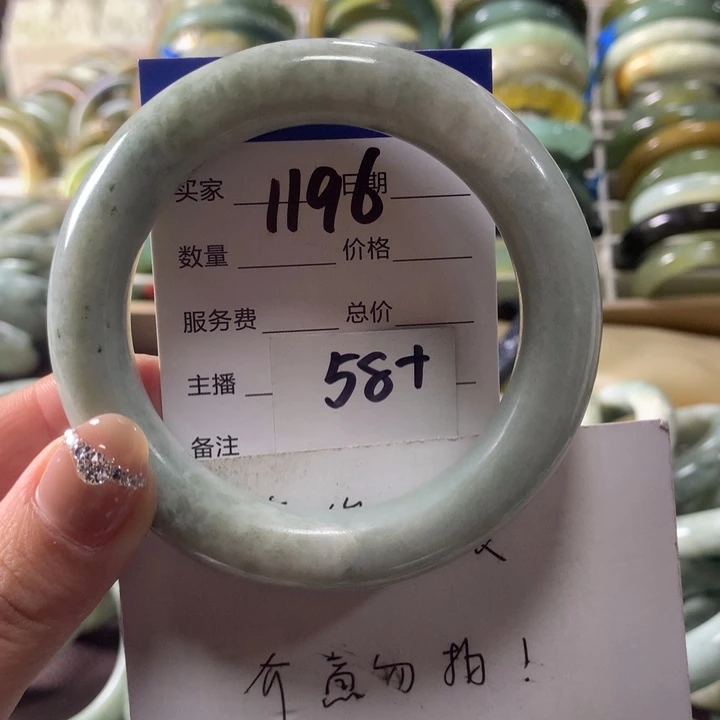 买家 1196 日期
数量 价格
服务费 总价
主播 58+
备注
介意勿拍！